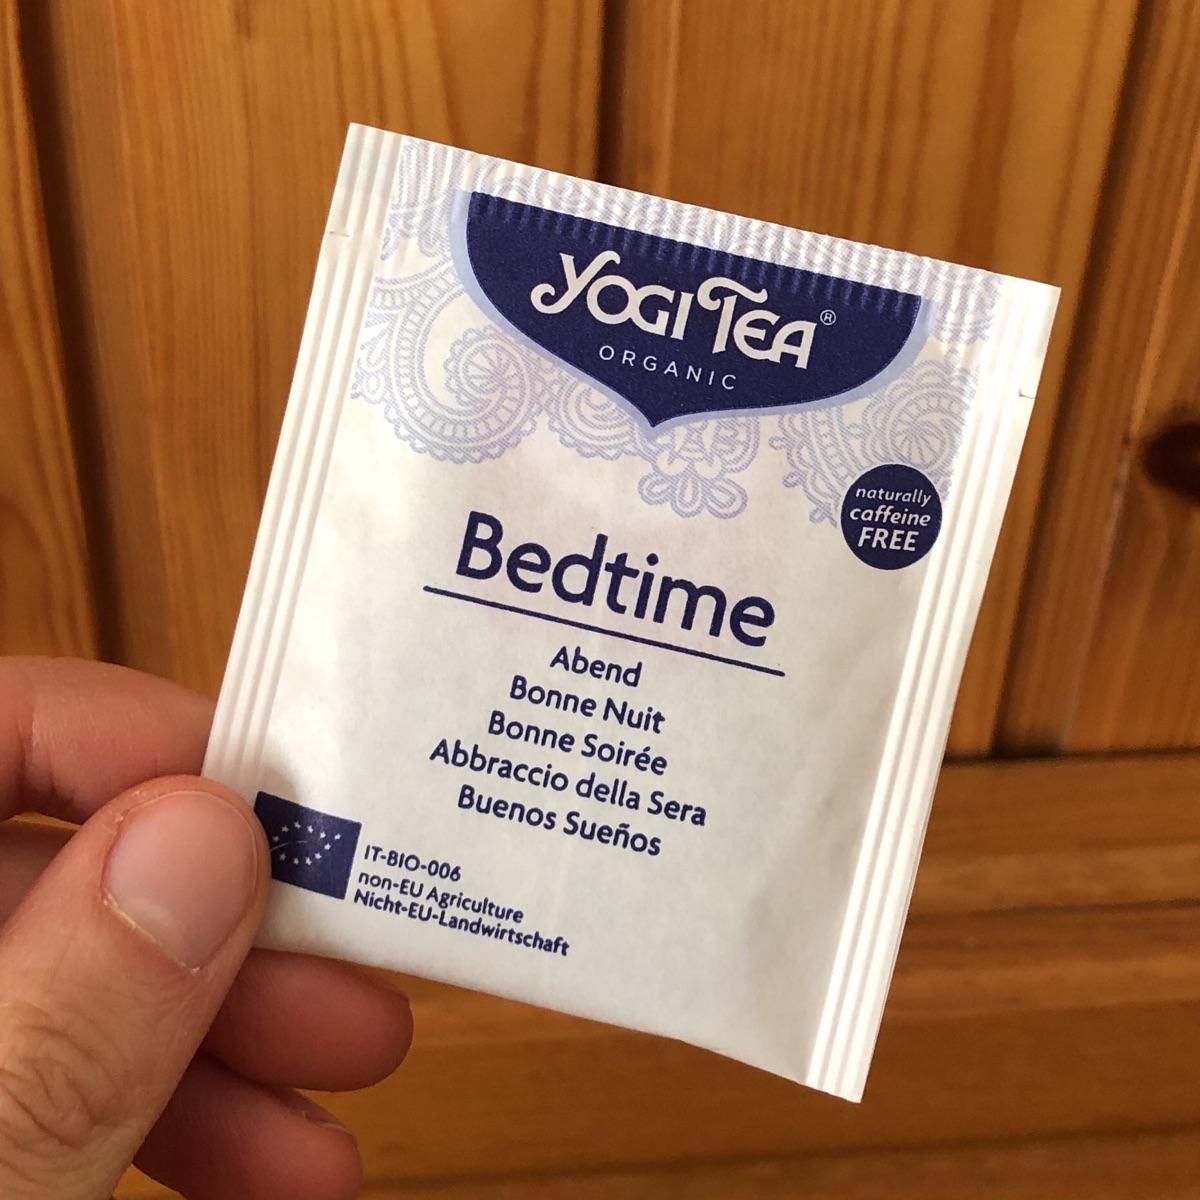 YOGI TEA®
ORGANIC
naturally
caffeine
FREE
Bedtime
Abend
Bonne Nuit
Bonne Soirée
Abbraccio della Sera
Buenos Sueños
IT-BIO-006
non-EU Agriculture
Nicht-EU-Landwirtschaft